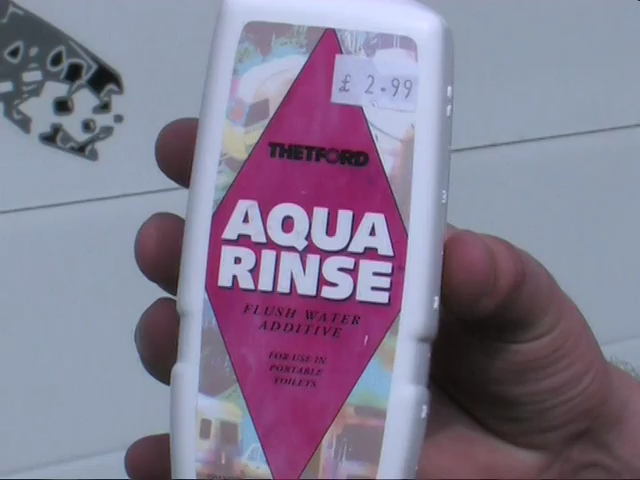 £ 2.99
THETFORD
AQUA
RINSE
FLUSH WATER
ADDITIVE
FOR USE IN
PORTABLE
TOILETS